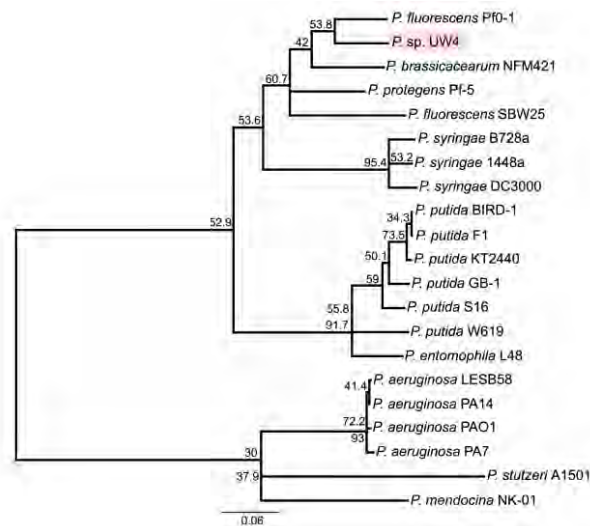 P. fluorescens Pf0-1
53.8
P. sp. UW4
42
P. brassicacearum NFM421
60.7
P. protegens Pf-5
P. fluorescens SBW25
53.6
P. syringae B728a
95.4 53.2 P. syringae 1448a
P. syringae DC3000
52.9
P. putida BIRD-1
34.3
P. putida F1
73.5
P. putida KT2440
50.1
P. putida GB-1
59
P. putida S16
55.8
91.7
P. putida W619
P. entomophila L48
P. aeruginosa LESB58
41.4
P. aeruginosa PA14
72.2
P. aeruginosa PAO1
93
P. aeruginosa PA7
30
37.9
P. stutzeri A1501
P. mendocina NK-01
0.06